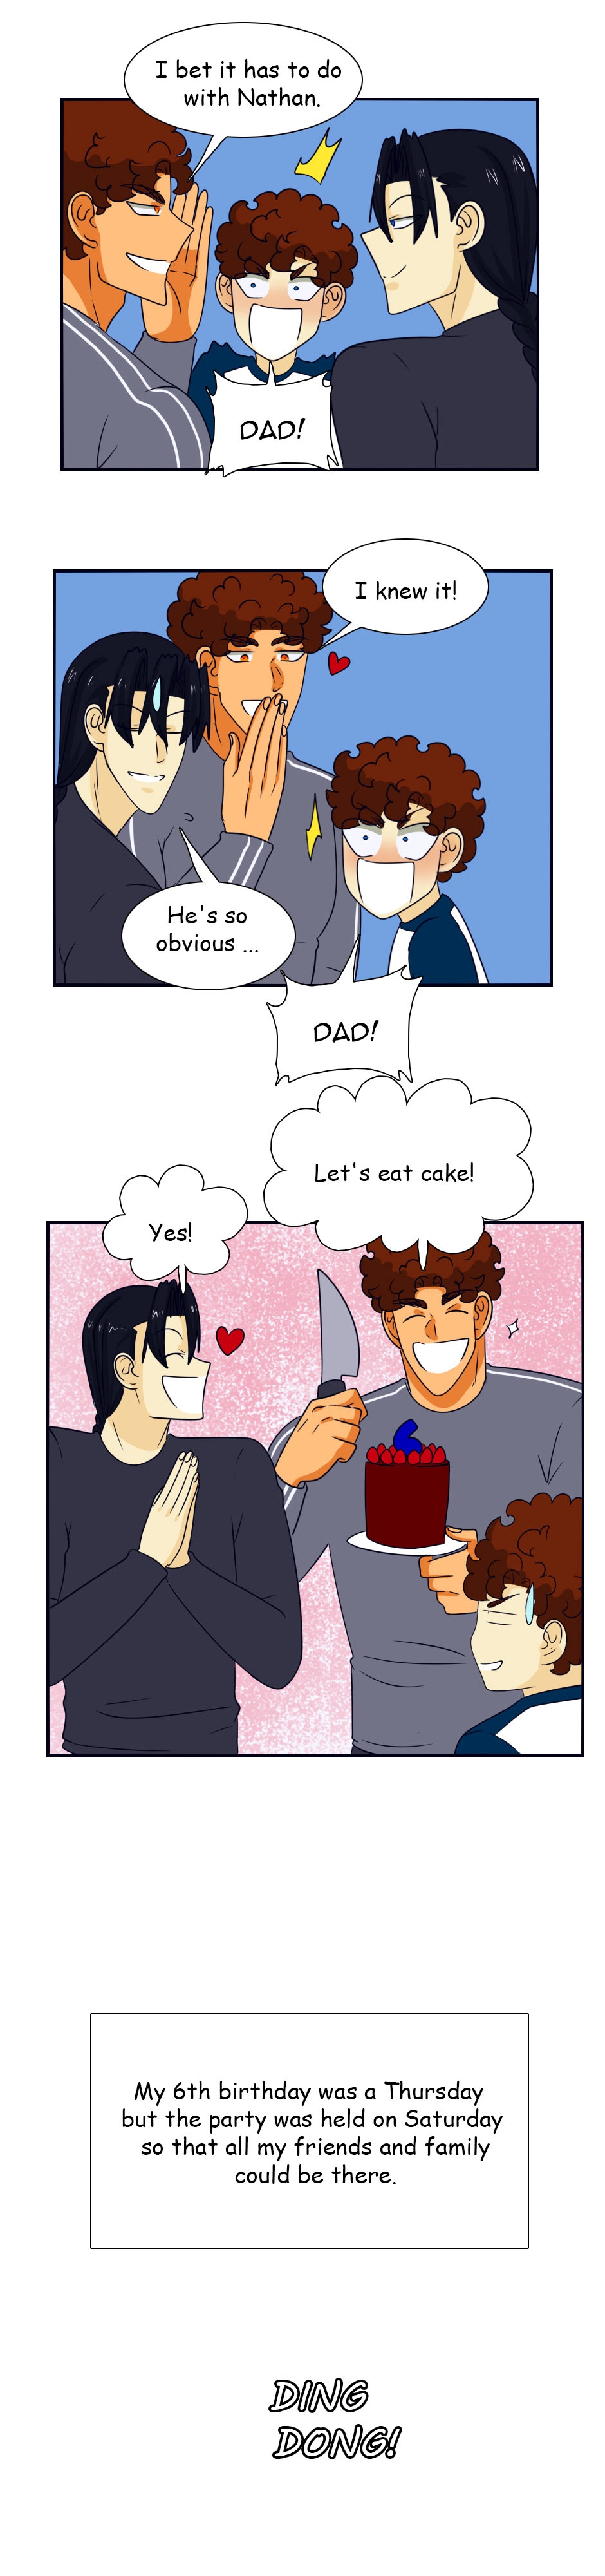 I bet it has to do
with Nathan.
DAD!
I knew it!
He's so
obvious ...
DAD!
Let's eat cake!
Yes!
6
My 6th birthday was a Thursday
but the party was held on Saturday
so that all my friends and family
could be there.
DING
DONG!